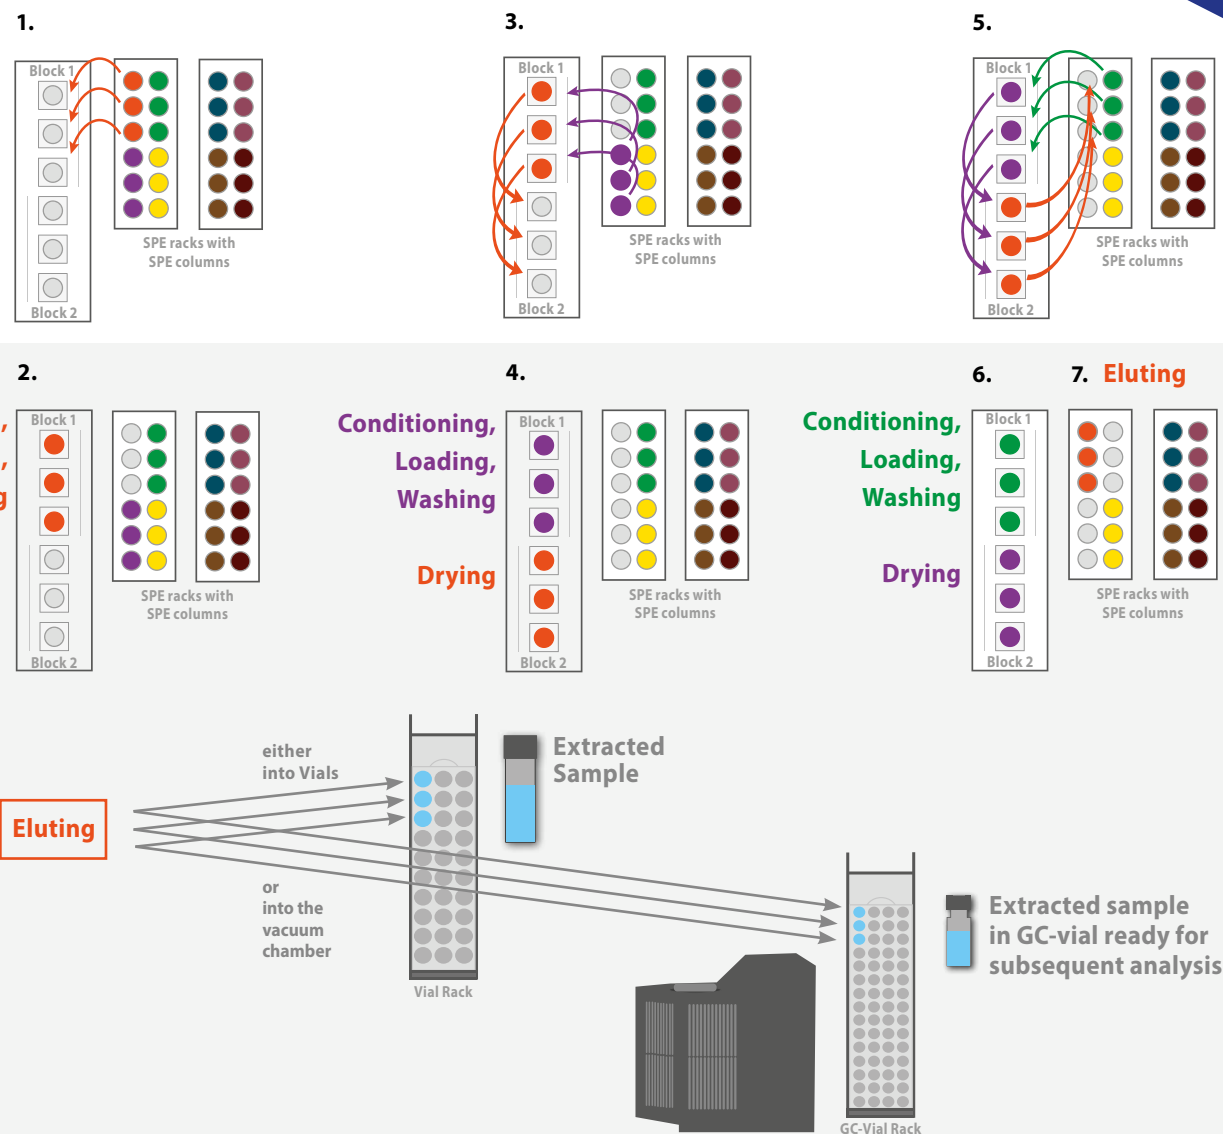 1.
Block 1
Block 2
SPE racks with
SPE columns
3.
Block 1
Block 2
SPE racks with
SPE columns
5.
Block 1
Block 2
SPE racks with
SPE columns
2.
,
,
g
Block 1
Block 2
SPE racks with
SPE columns
4.
Conditioning,
Loading,
Washing
Drying
Block 1
Block 2
SPE racks with
SPE columns
6.
Conditioning,
Loading,
Washing
Drying
Block 1
Block 2
7. Eluting
SPE racks with
SPE columns
Eluting
either
into Vials
or
into the
vacuum
chamber
Vial Rack
Extracted
Sample
GC-Vial Rack
Extracted sample
in GC-vial ready for
subsequent analysis